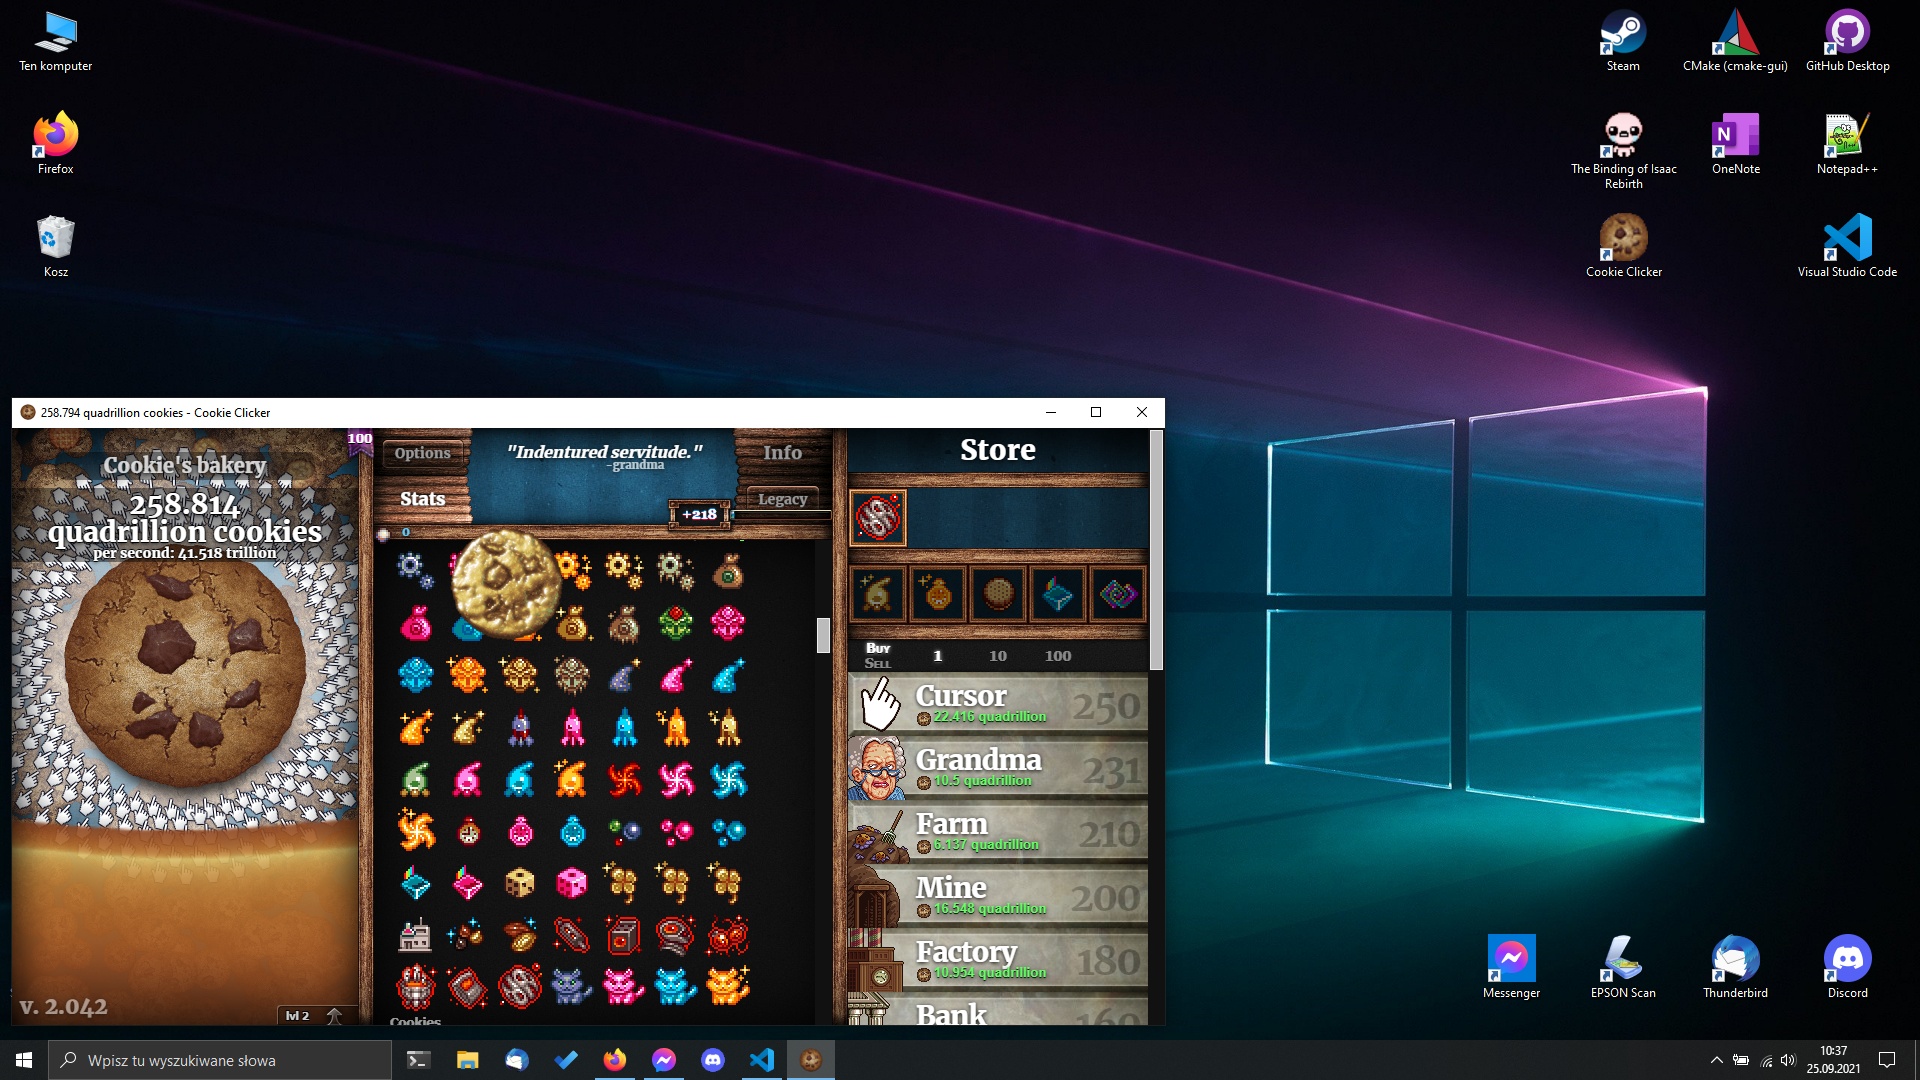 Ten komputer
Firefox
Kosz
Steam
CMake (cmake-gui)
GitHub Desktop
The Binding of Isaac
Rebirth
OneNote
Notepad++
Cookie Clicker
Visual Studio Code
258.794 quadrillion cookies - Cookie Clicker
Cookie's bakery
258.814
quadrillion cookies
per second: 41.518 trillion
100
Options
Stats
"Indentured servitude."
-grandma
Info
Legacy
+218
0
Store
Buy
Sell
1
10
100
Cursor
22.416 quadrillion
250
Grandma
10.5 quadrillion
231
Farm
6.137 quadrillion
210
Mine
16.548 quadrillion
200
Factory
10.954 quadrillion
180
Bank
160
Cookies
v. 2.042
lvl 2
Messenger
EPSON Scan
Thunderbird
Discord
Wpisz tu wyszukiwane słowa
10:37
25.09.2021